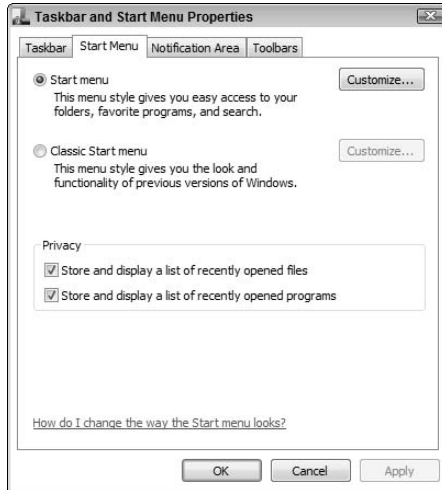 Taskbar and Start Menu Properties
Taskbar
Start Menu
Notification Area
Toolbars
Start menu
Customize...
This menu style gives you easy access to your
folders, favorite programs, and search.
Classic Start menu
Customize...
This menu style gives you the look and
functionality of previous versions of Windows.
Privacy
Store and display a list of recently opened files
Store and display a list of recently opened programs
How do I change the way the Start menu looks?
OK
Cancel
Apply